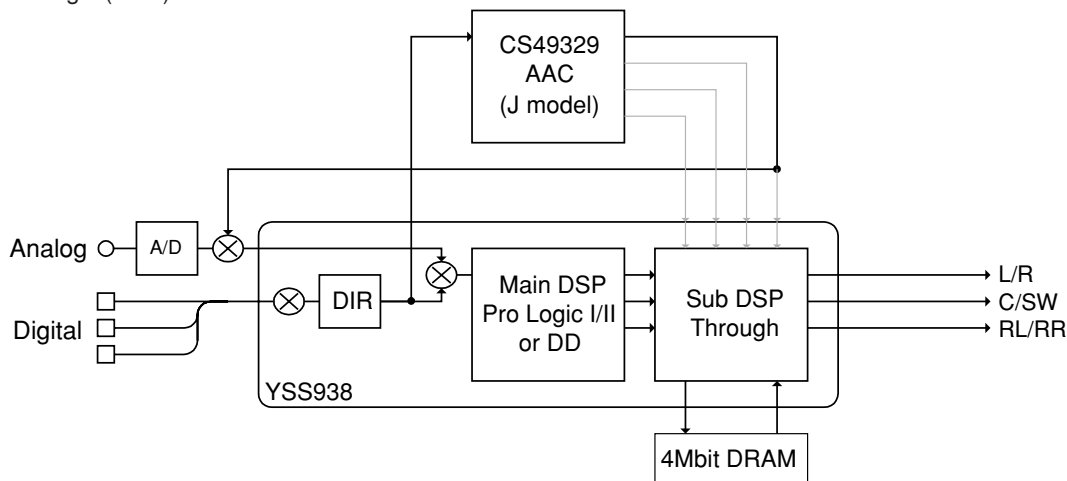 CS49329
AAC
(J model)
Analog
A/D
Digital
DIR
Main DSP
Pro Logic I/II
or DD
Sub DSP
Through
L/R
C/SW
RL/RR
YSS938
4Mbit DRAM